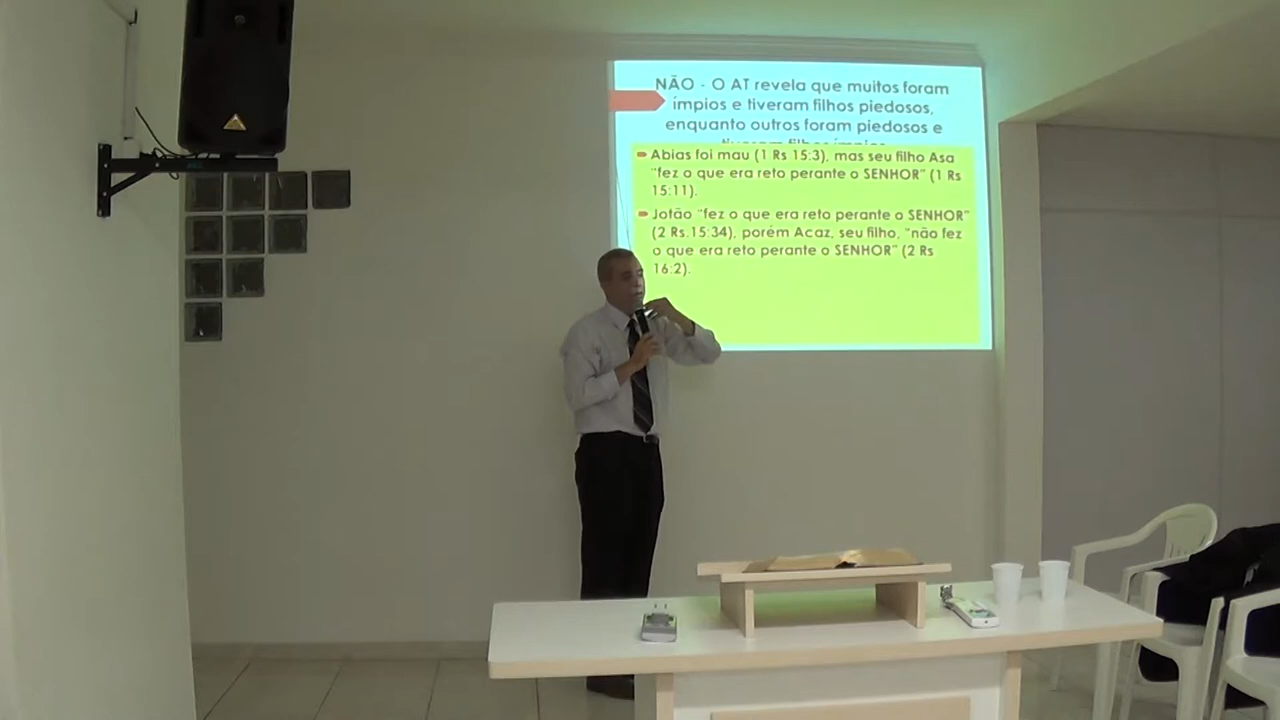 NÃO - O AT revela que muitos foram
ímpios e tiveram filhos piedosos,
enquanto outros foram piedosos e
tiveram filhos ímpios
Abias foi mau (1 Rs 15:3), mas seu filho Asa
"fez o que era reto perante o SENHOR" (1 Rs
15:11).
Jotão "fez o que era reto perante o SENHOR"
(2 Rs.15:34), porém Acaz, seu filho, "não fez
o que era reto perante o SENHOR" (2 Rs
16:2).